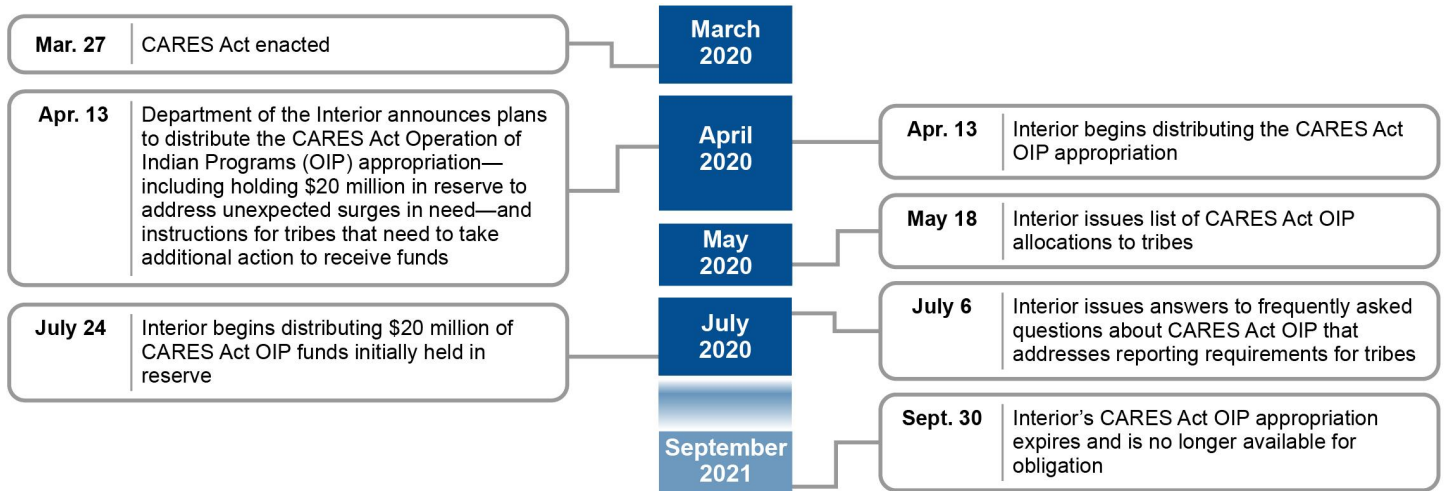 March
2020
Mar. 27
CARES Act enacted
April
2020
Apr. 13
Department of the Interior announces plans
to distribute the CARES Act Operation of
Indian Programs (OIP) appropriation—
including holding $20 million in reserve to
address unexpected surges in need—and
instructions for tribes that need to take
additional action to receive funds
Apr. 13
Interior begins distributing the CARES Act
OIP appropriation
May
2020
May 18
Interior issues list of CARES Act OIP
allocations to tribes
July
2020
July 6
Interior issues answers to frequently asked
questions about CARES Act OIP that
addresses reporting requirements for tribes
July 24
Interior begins distributing $20 million of
CARES Act OIP funds initially held in
reserve
September
2021
Sept. 30
Interior’s CARES Act OIP appropriation
expires and is no longer available for
obligation